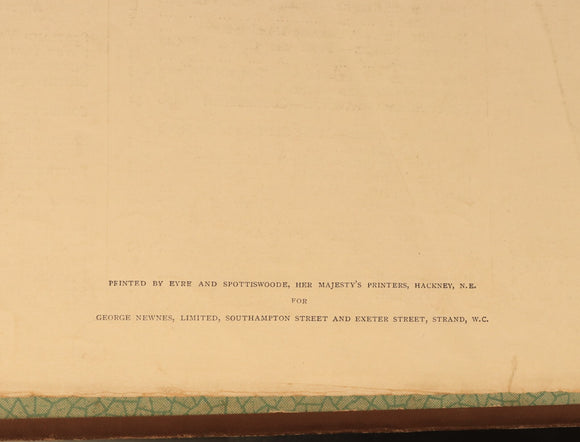 PRINTED BY EYRE AND SPOTTISWOODE, HER MAJESTY'S PRINTERS, HACKNEY, N.E.
FOR
GEORGE NEWNES, LIMITED, SOUTHAMPTON STREET AND EXETER STREET, STRAND, W.C.